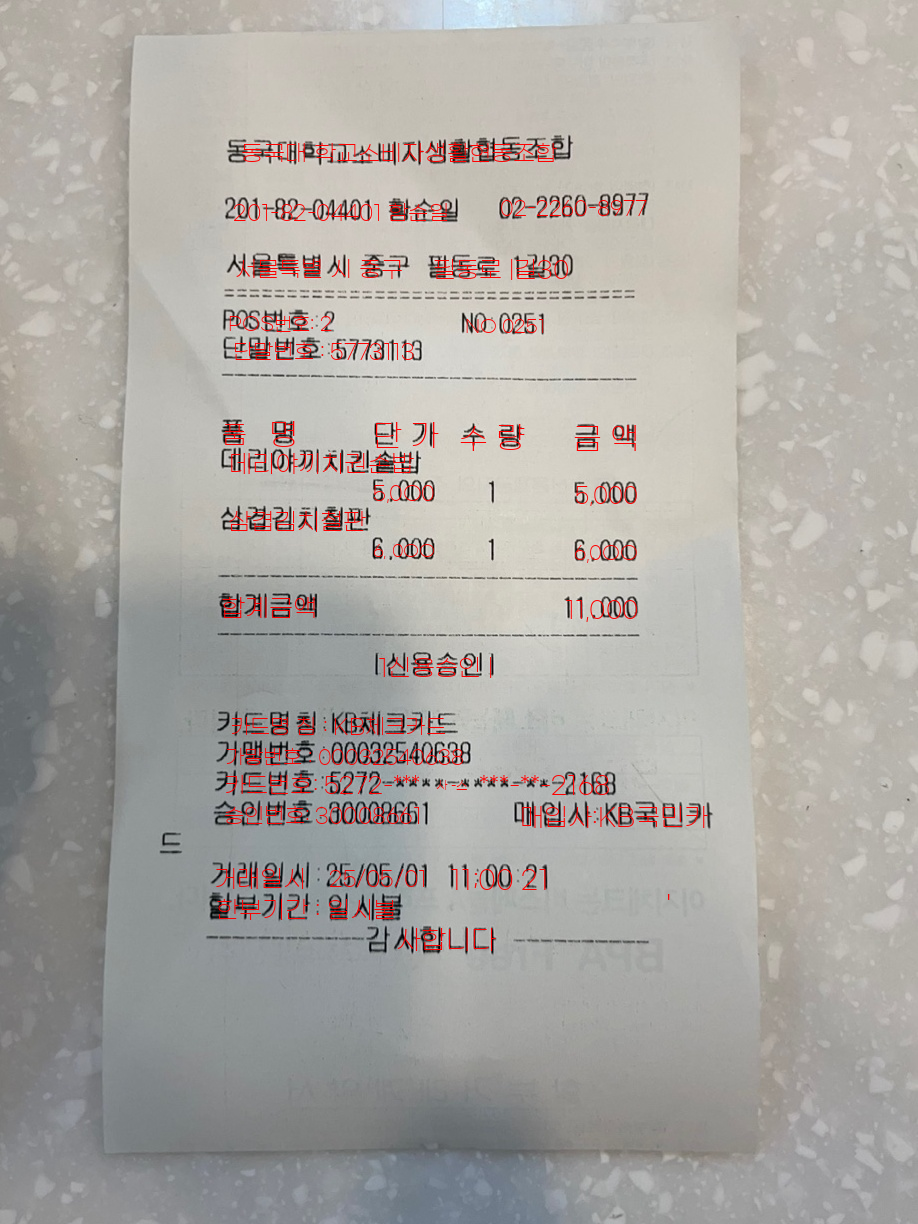 동국대학교소비자생활협동조합
201-82-04401 황순일 02-2260-8977
서울특별시 중구 필동로 1길30
POS번호:2 NO:0251
단말번호:5773113
품 명 단 가 수 량 금 액
데리야끼치킨솥밥
5,000 1 5,000
삼겹김치철판
6,000 1 6,000
합계금액 11,000
[신용승인]
카드명칭:KB체크카드
가맹번호:00032540638
카드번호:5272-****-****-**2168
승인번호:30008661 매입사:KB국민카
드
거래일시:25/05/01 11:00:21
할부기간:일시불
------------감사합니다 ------------